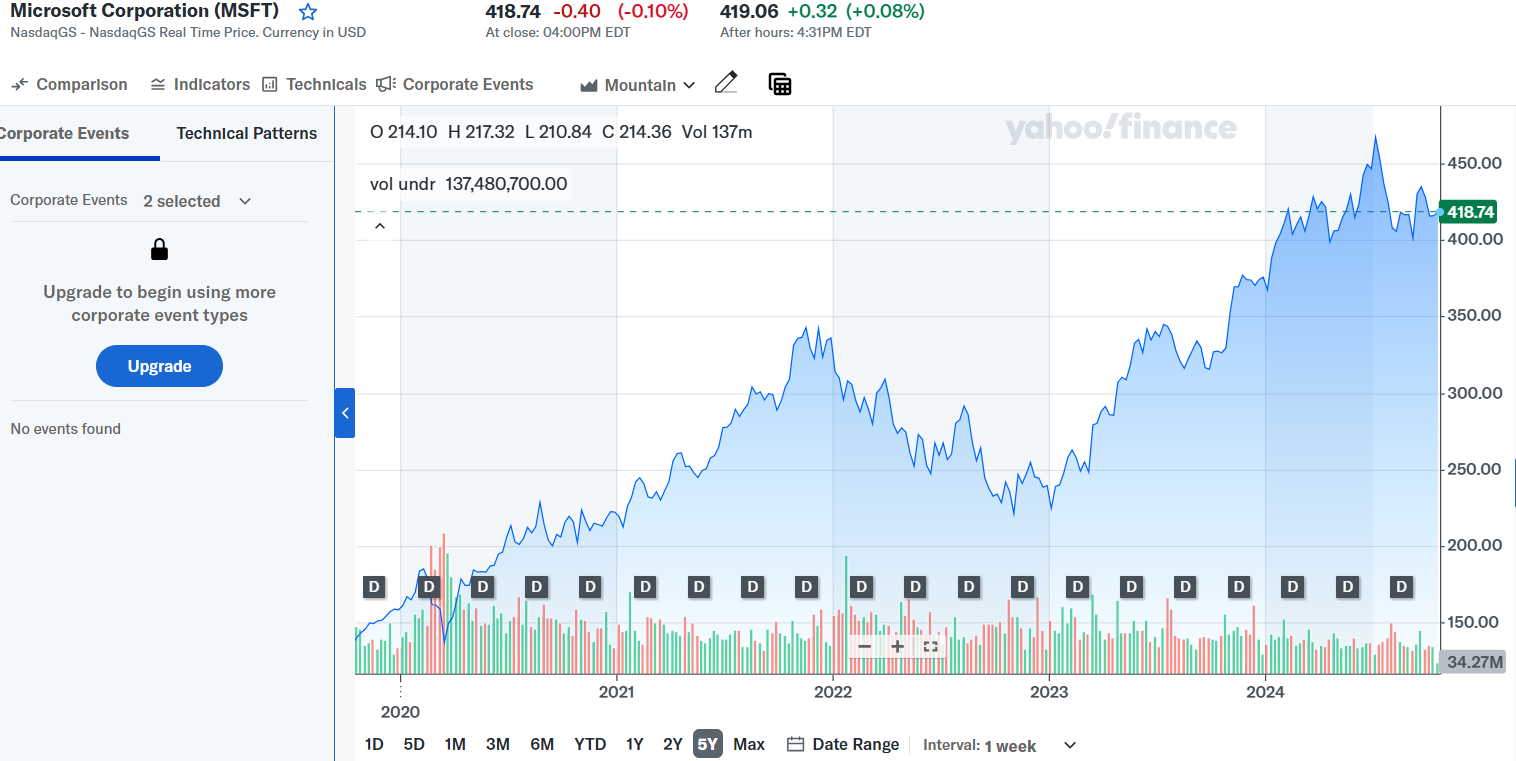 Microsoft Corporation (MSFT)
418.74 -0.40 (-0.10%)
419.06 +0.32 (+0.08%)
NasdaqGS - NasdaqGS Real Time Price. Currency in USD
At close: 04:00PM EDT
After hours: 4:31PM EDT
Comparison
Indicators
Technicals
Corporate Events
Mountain
Corporate Events
Technical Patterns
Corporate Events 2 selected
Upgrade to begin using more
corporate event types
Upgrade
No events found
O 214.10 H 217.32 L 210.84 C 214.36 Vol 137m
yahoo!finance
vol undr 137,480,700.00
450.00
418.74
400.00
350.00
300.00
250.00
200.00
D D D D D D D D D D D D D D D D D D D D
150.00
34.27M
2021 2022 2023 2024
2020
1D 5D 1M 3M 6M YTD 1Y 2Y 5Y Max Date Range Interval: 1 week